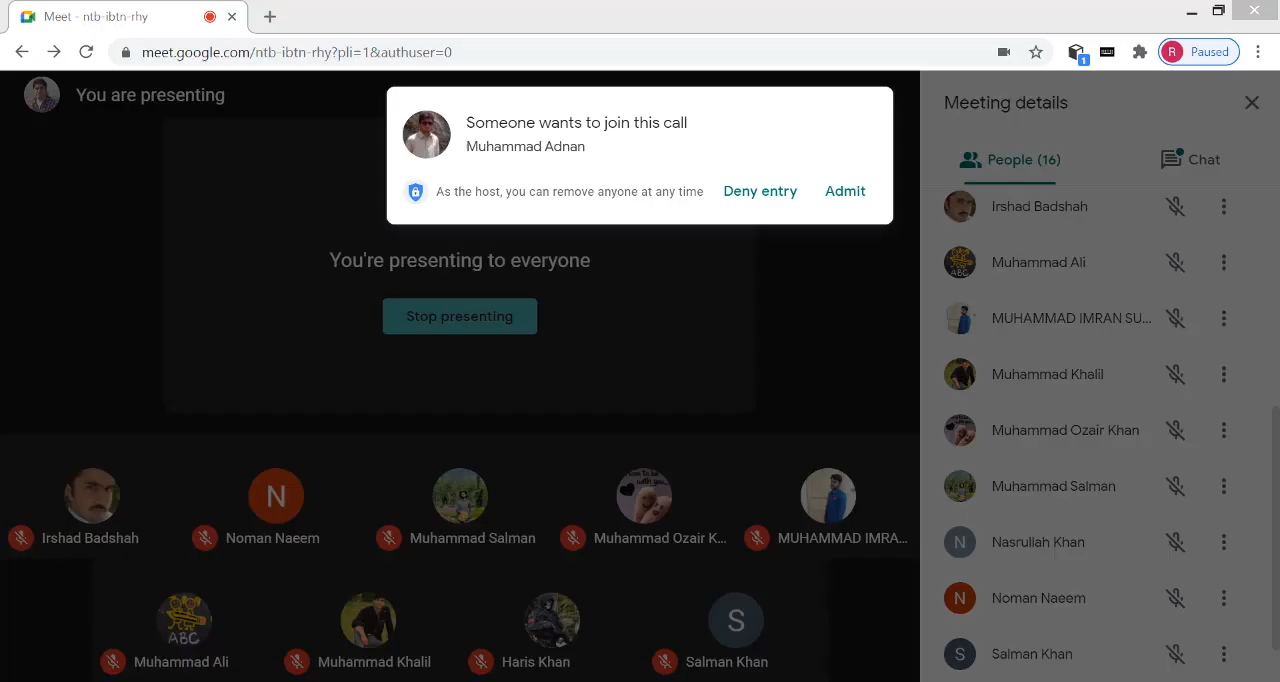 Meet - ntb-ibtn-rhy
meet.google.com/ntb-ibtn-rhy?pli=1&authuser=0
1
R
Paused
You are presenting
Someone wants to join this call
Muhammad Adnan
As the host, you can remove anyone at any time
Deny entry
Admit
You're presenting to everyone
Stop presenting
Irshad Badshah
N
Noman Naeem
Muhammad Salman
Muhammad Ozair K...
MUHAMMAD IMRA...
ABC
Muhammad Ali
Muhammad Khalil
Haris Khan
S
Salman Khan
Meeting details
People (16)
Chat
Irshad Badshah
ABC
Muhammad Ali
MUHAMMAD IMRAN SU...
Muhammad Khalil
Muhammad Ozair Khan
Muhammad Salman
N
Nasrullah Khan
N
Noman Naeem
S
Salman Khan